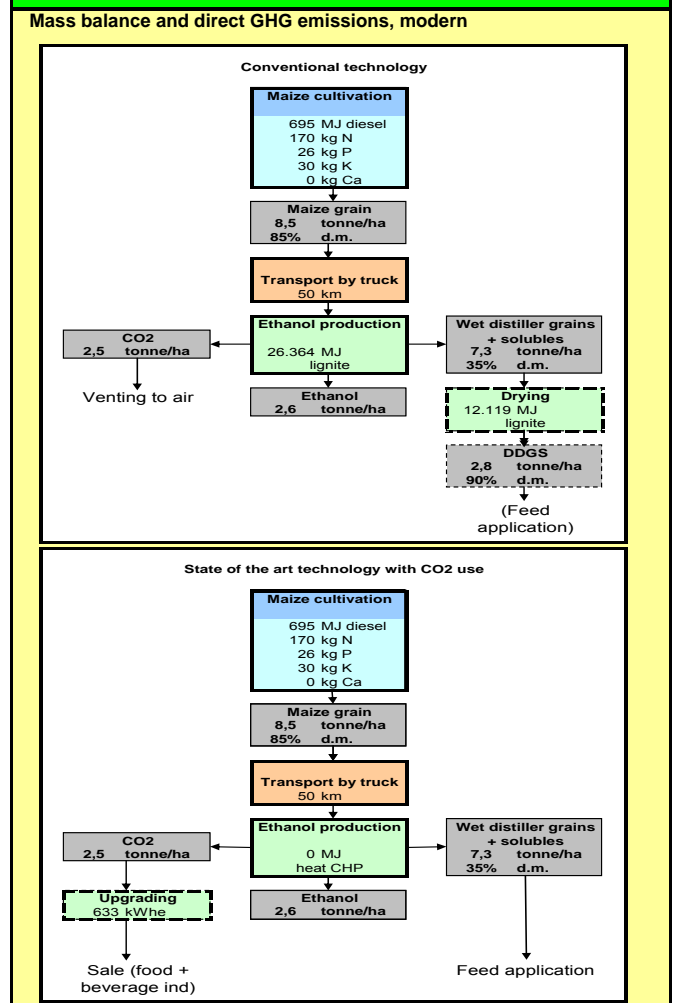 Mass balance and direct GHG emissions, modern
Conventional technology
Maize cultivation
695 MJ diesel
170 kg N
26 kg P
30 kg K
0 kg Ca
Maize grain
8,5 tonne/ha
85% d.m.
Transport by truck
50 km
CO2
2,5 tonne/ha
Venting to air
Ethanol production
26.364 MJ
lignite
Ethanol
2,6 tonne/ha
Wet distiller grains
+ solubles
7,3 tonne/ha
35% d.m.
Drying
12.119 MJ
lignite
DDGS
2,8 tonne/ha
90% d.m.
(Feed
application)
State of the art technology with CO2 use
Maize cultivation
695 MJ diesel
170 kg N
26 kg P
30 kg K
0 kg Ca
Maize grain
8,5 tonne/ha
85% d.m.
Transport by truck
50 km
CO2
2,5 tonne/ha
Upgrading
633 kWhe
Sale (food +
beverage ind)
Ethanol production
0 MJ
heat CHP
Ethanol
2,6 tonne/ha
Wet distiller grains
+ solubles
7,3 tonne/ha
35% d.m.
Feed application